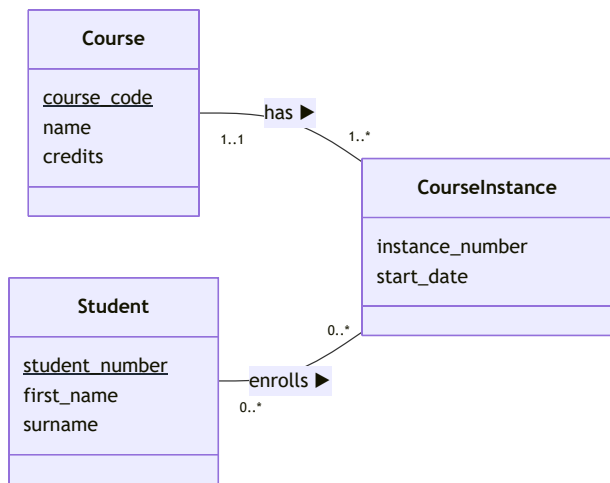 Course
course_code
name
credits
has ▶
1..1
1..*
CourseInstance
instance_number
start_date
Student
student_number
first_name
surname
0..*
enrolls ▶
0..*